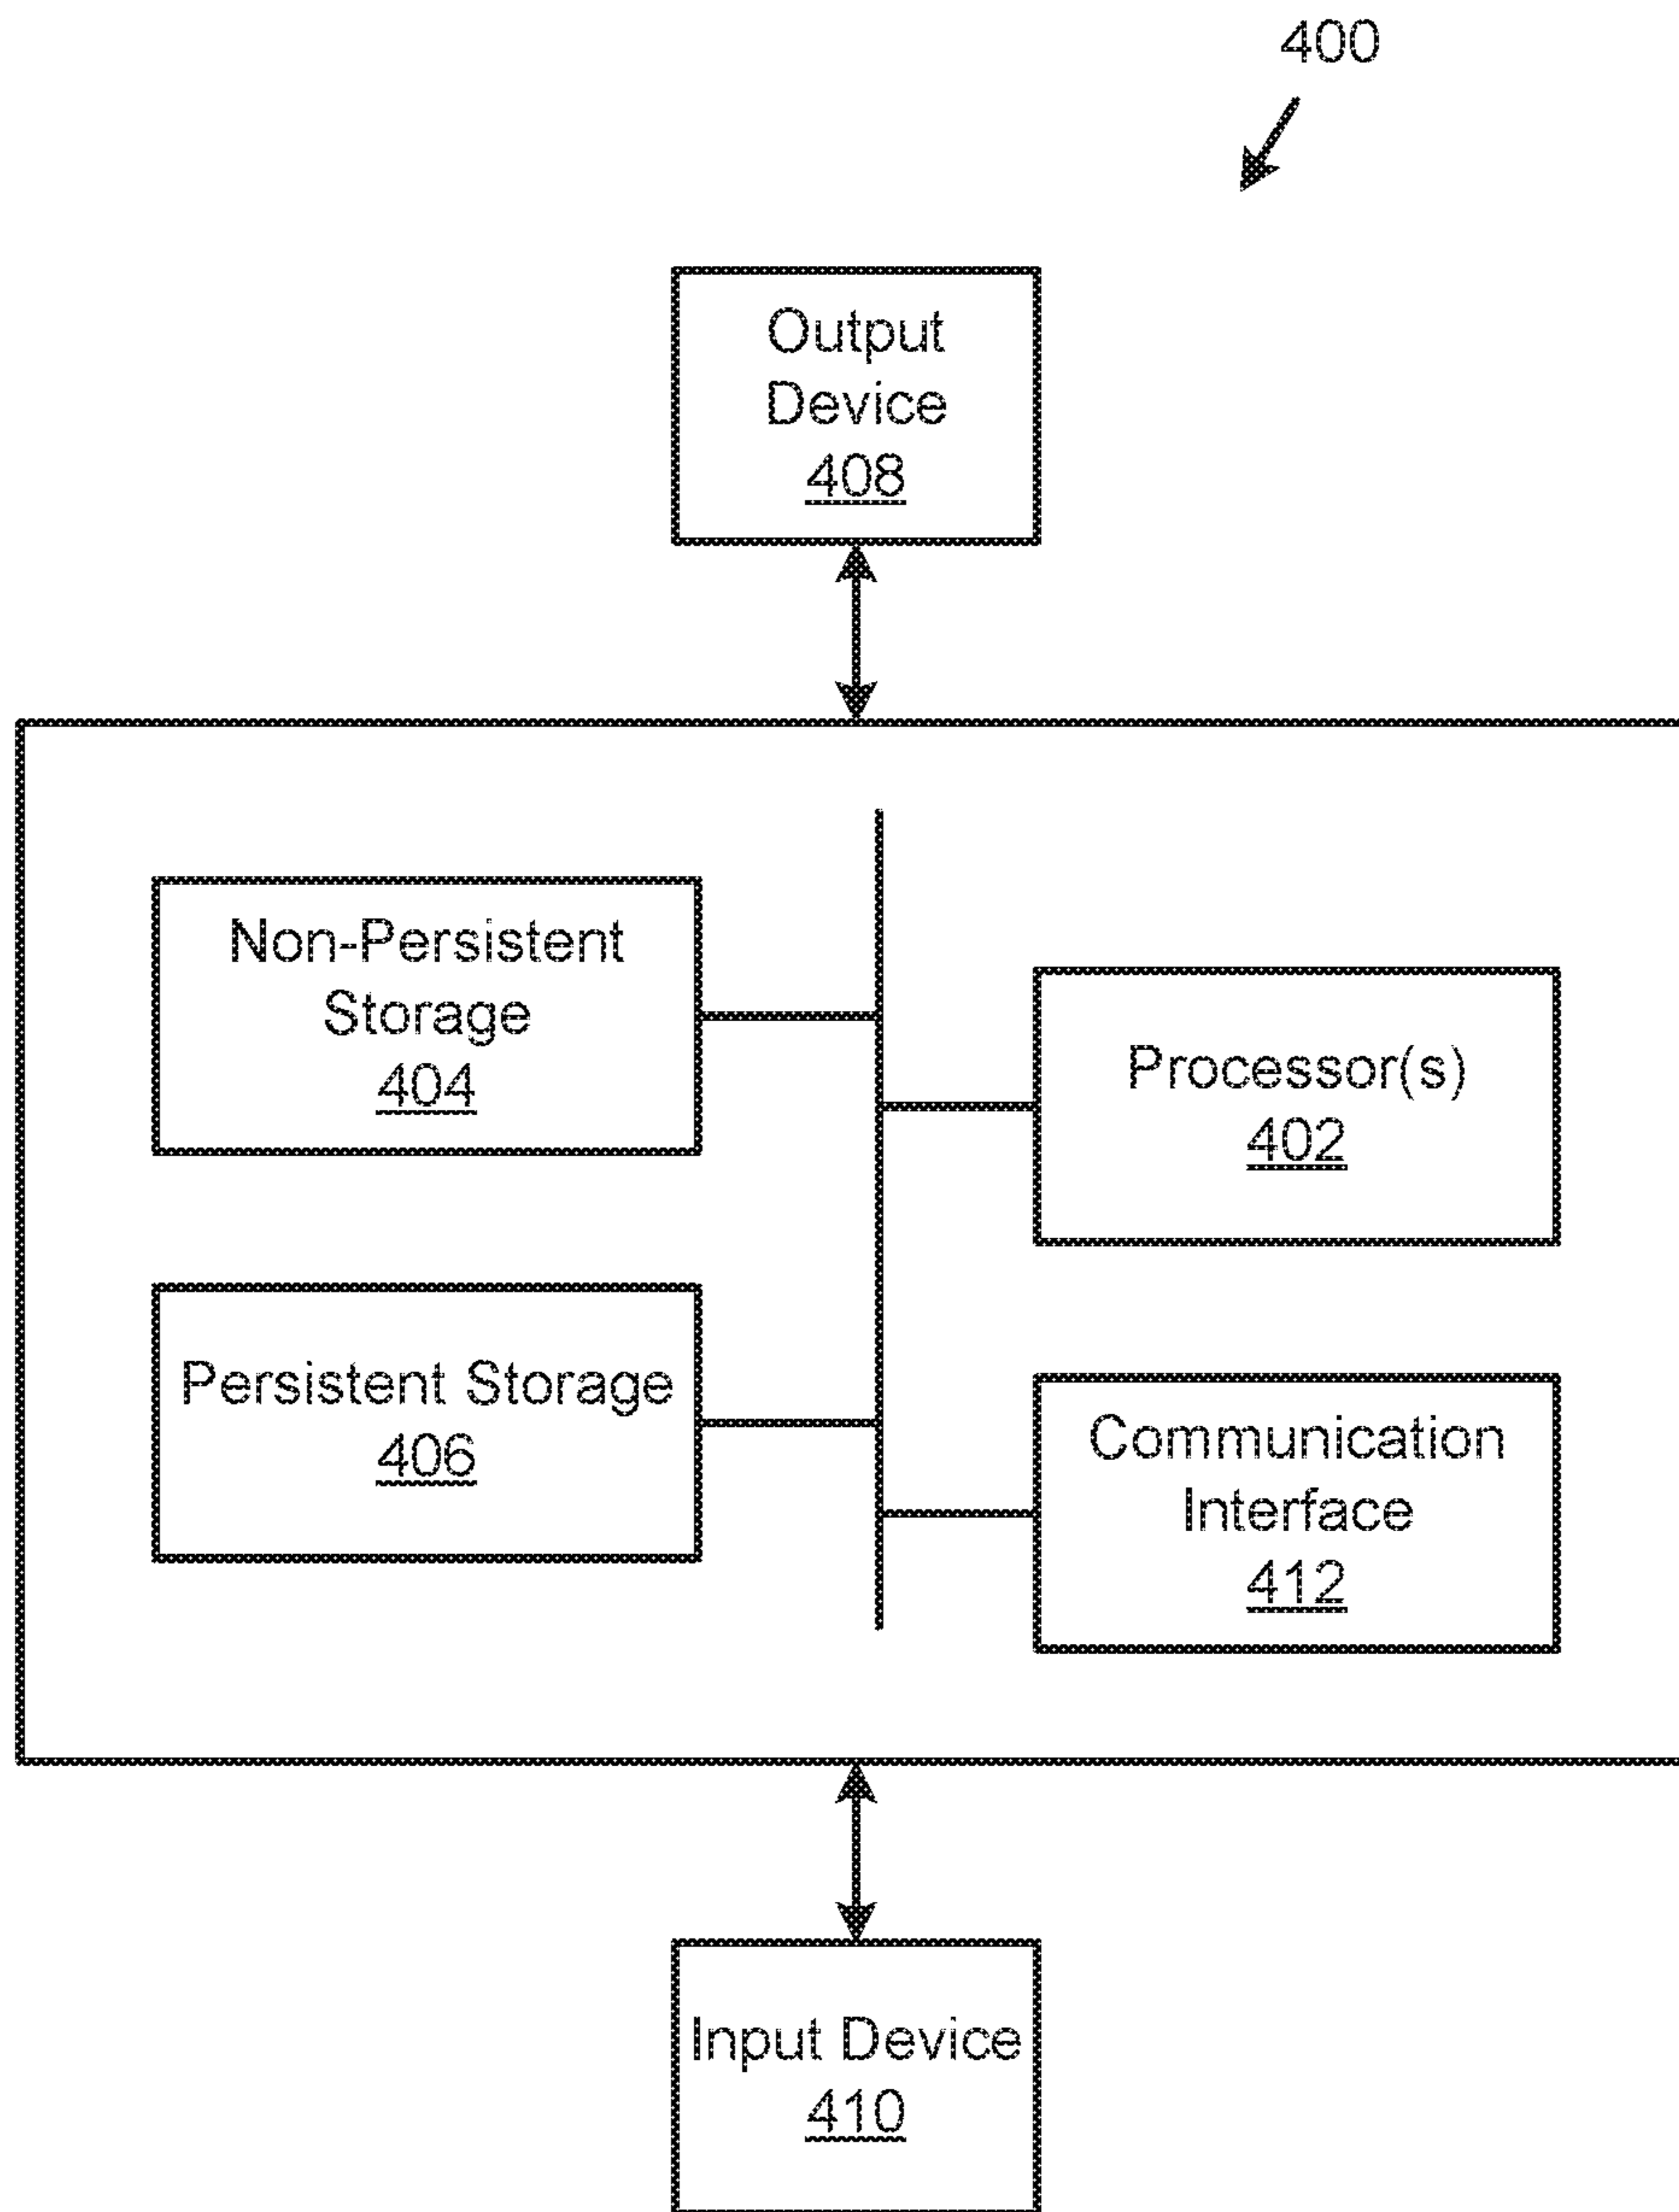 400
Output
Device
408
Non-Persistent
Storage
404
Processor(s)
402
Persistent Storage
406
Communication
Interface
412
Input Device
410